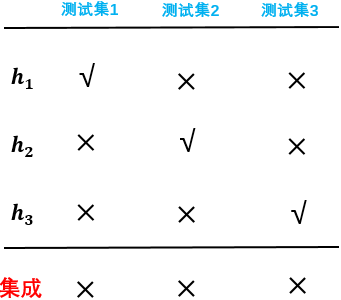 测试集1 测试集2 测试集3
h₁ √ × ×
h₂ × √ ×
h₃ × × √
集成 × × ×